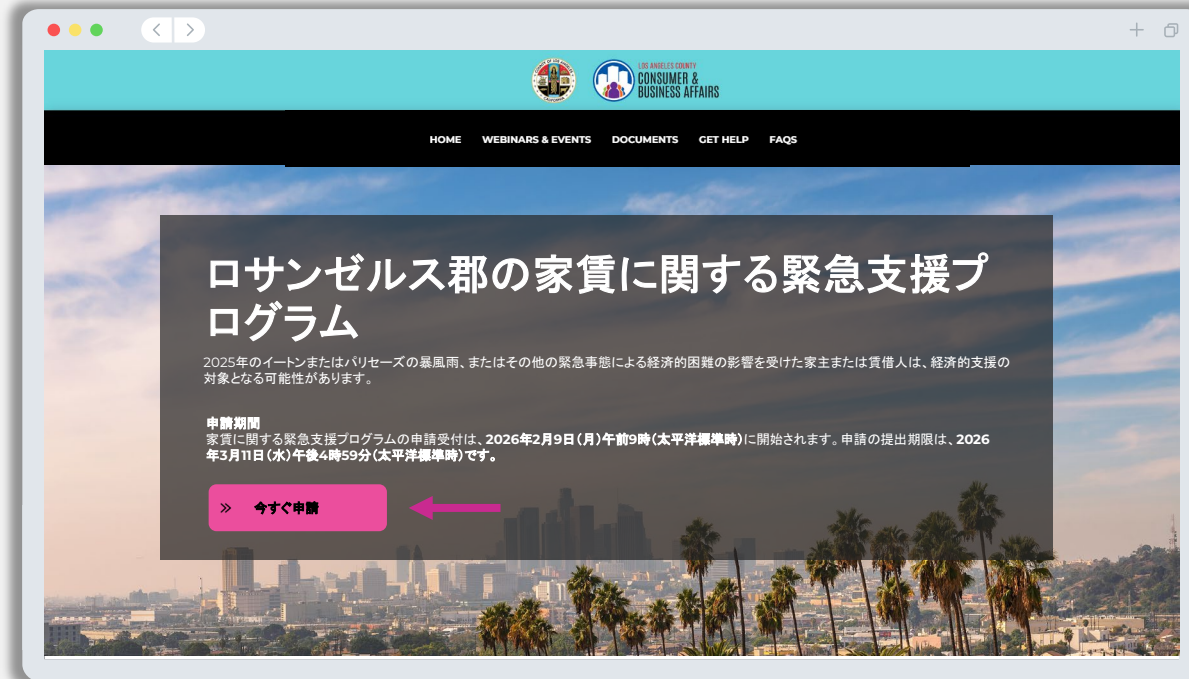 LOS ANGELES COUNTY
CONSUMER &
BUSINESS AFFAIRS
HOME WEBINARS & EVENTS DOCUMENTS GET HELP FAQS
ロサンゼルス郡の家賃に関する緊急支援プ
ログラム
2025年のイートンまたはパリセーズの暴風雨、またはその他の緊急事態による経済的困難の影響を受けた家主または賃借人は、経済的支援の
対象となる可能性があります。
申請期間
家賃に関する緊急支援プログラムの申請受付は、2026年2月9日(月)午前9時(太平洋標準時)に開始されます。申請の提出期限は、2026
年3月11日(水)午後4時59分(太平洋標準時)です。
今すぐ申請